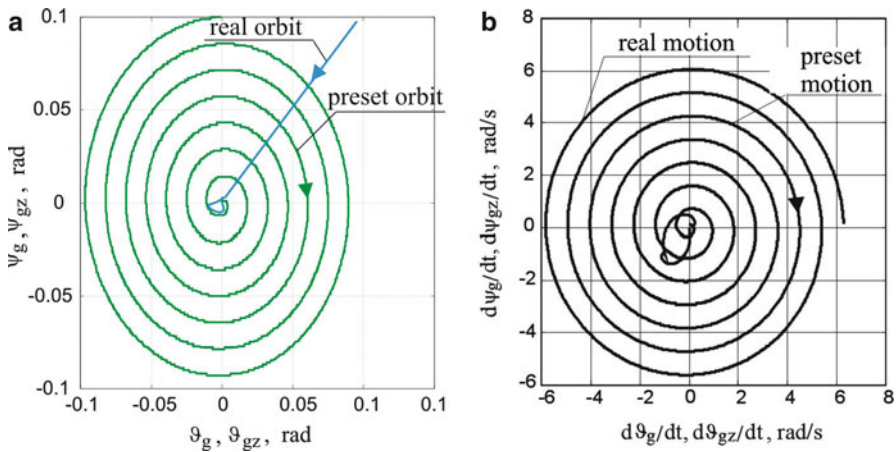 a
real orbit
preset orbit
0.1
0.05
0
-0.05
-0.1
-0.1
-0.05
0
0.05
0.1
0.1
ψg, ψgz , rad
ϑg , ϑgz , rad
b
real motion
preset
motion
8
6
4
2
0
-2
-4
-6
-6
-4
-2
0
2
4
6
8
dψg/dt, dψgz/dt, rad/s
dϑg/dt, dϑgz/dt, rad/s